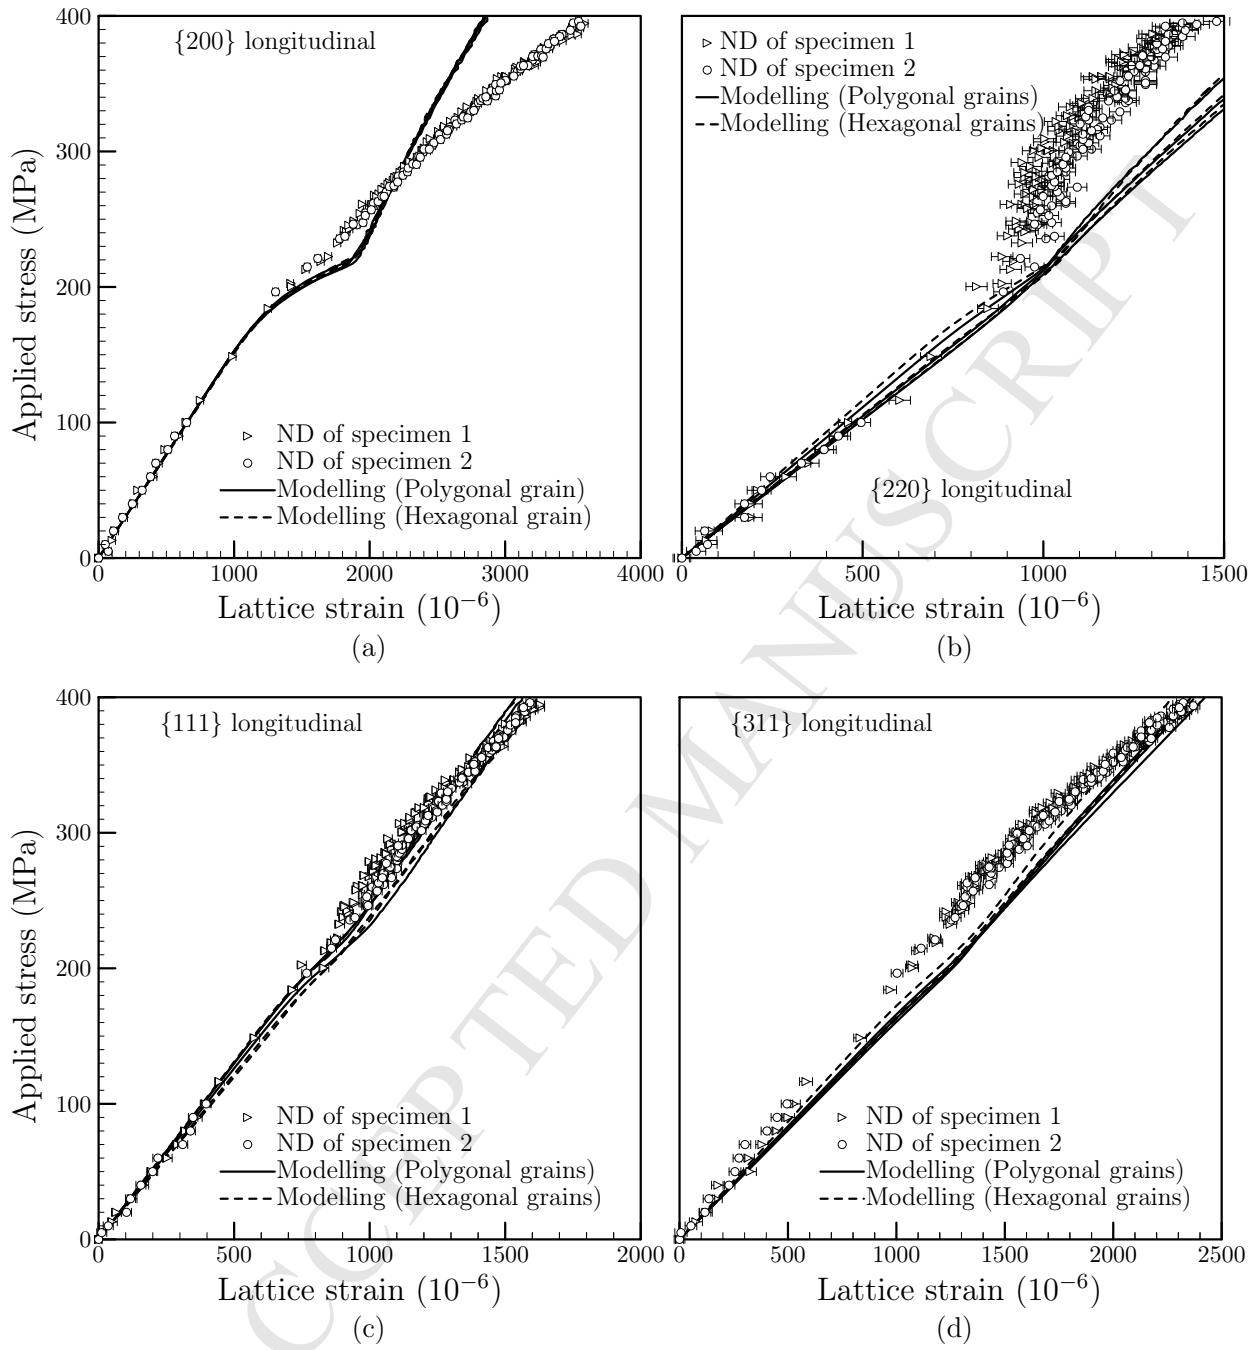 {200} longitudinal
Applied stress (MPa)
400
300
200
100
0
ND of specimen 1
ND of specimen 2
Modelling (Polygonal grain)
Modelling (Hexagonal grain)
0 1000 2000 3000 4000
Lattice strain (10⁻⁶)
(a)
ND of specimen 1
ND of specimen 2
Modelling (Polygonal grains)
Modelling (Hexagonal grains)
{220} longitudinal
0 500 1000 1500
Lattice strain (10⁻⁶)
(b)
{111} longitudinal
Applied stress (MPa)
400
300
200
100
0
ND of specimen 1
ND of specimen 2
Modelling (Polygonal grains)
Modelling (Hexagonal grains)
500 1000 1500 2000
Lattice strain (10⁻⁶)
(c)
{311} longitudinal
ND of specimen 1
ND of specimen 2
Modelling (Polygonal grains)
Modelling (Hexagonal grains)
0 500 1000 1500 2000 2500
Lattice strain (10⁻⁶)
(d)
CCEPTED MANUSCRIPT